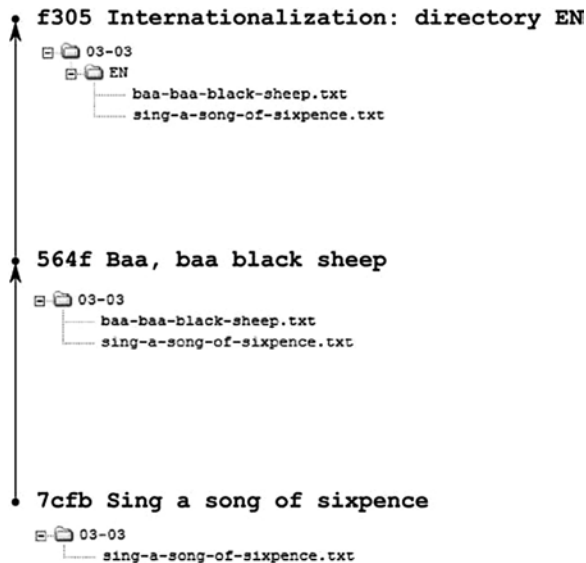 f305 Internationalization: directory EN
03-03
EN
baa-baa-black-sheep.txt
sing-a-song-of-sixpence.txt
564f Baa, baa black sheep
03-03
baa-baa-black-sheep.txt
sing-a-song-of-sixpence.txt
7cfb Sing a song of sixpence
03-03
sing-a-song-of-sixpence.txt